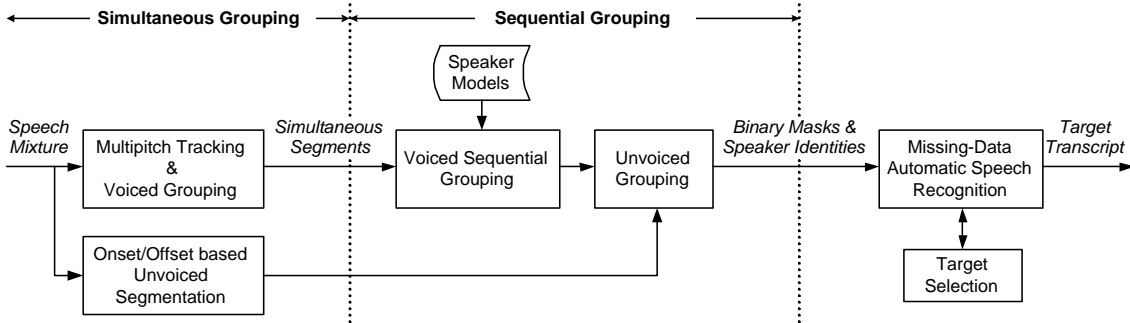 Simultaneous Grouping
Sequential Grouping
Speaker
Models
Speech
Mixture
Multipitch Tracking
&
Voiced Grouping
Simultaneous
Segments
Voiced Sequential
Grouping
Unvoiced
Grouping
Binary Masks &
Speaker Identities
Missing-Data
Automatic Speech
Recognition
Target
Transcript
Onset/Offset based
Unvoiced
Segmentation
Target
Selection